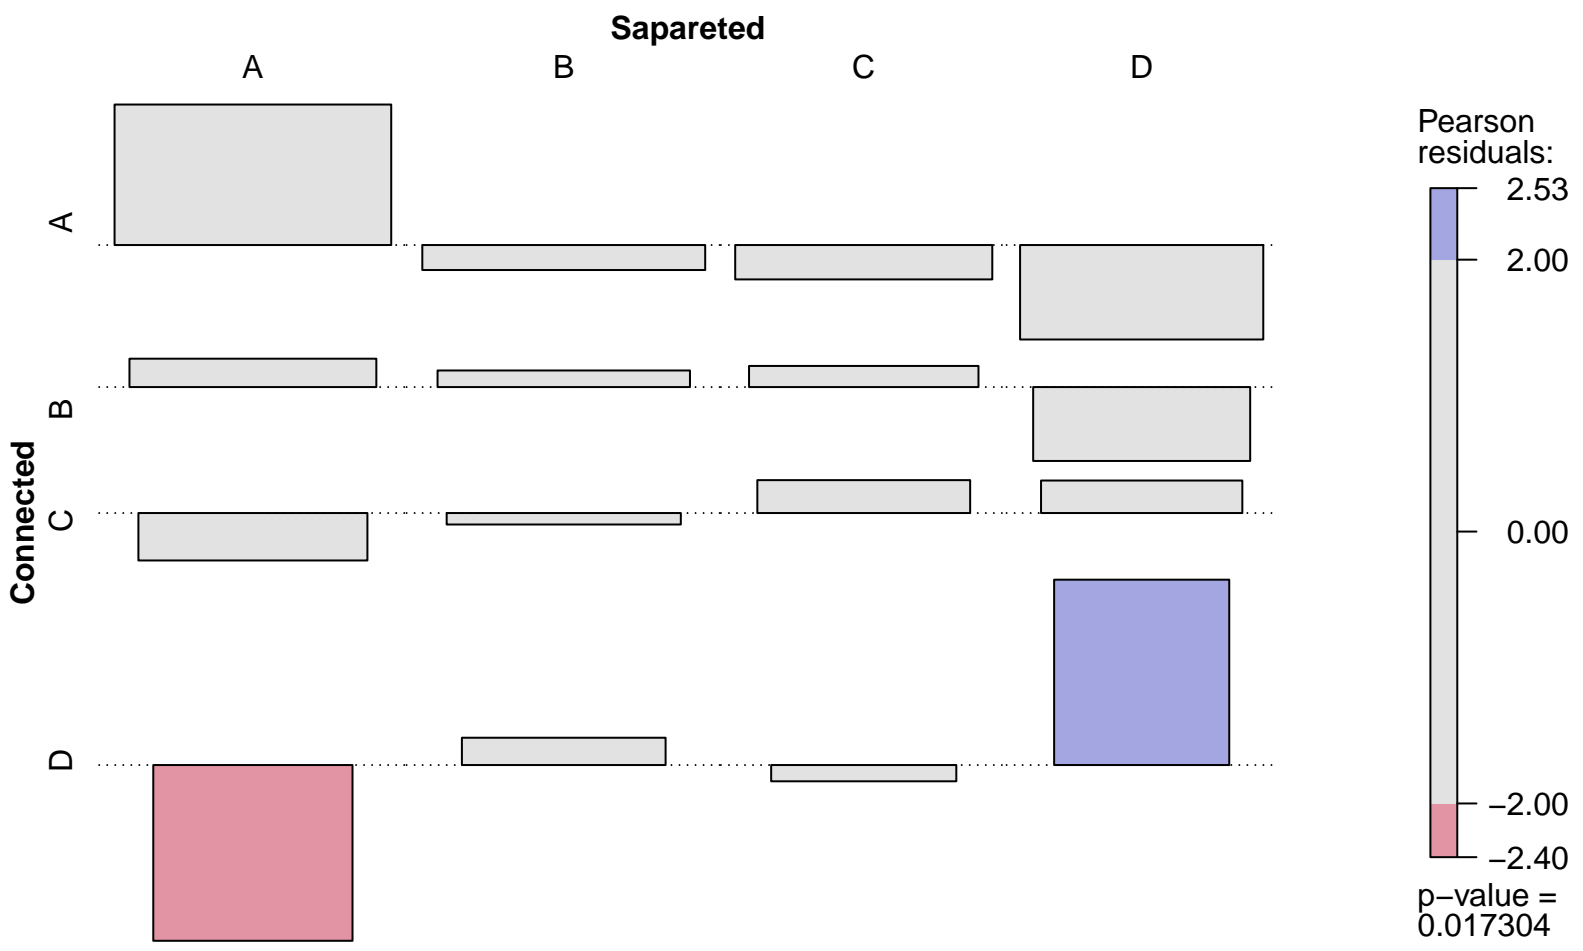 Sapareted
A B C D
Connected
A
B
C
D
Pearson
residuals:
2.53
2.00
0.00
−2.00
−2.40
p−value =
0.017304